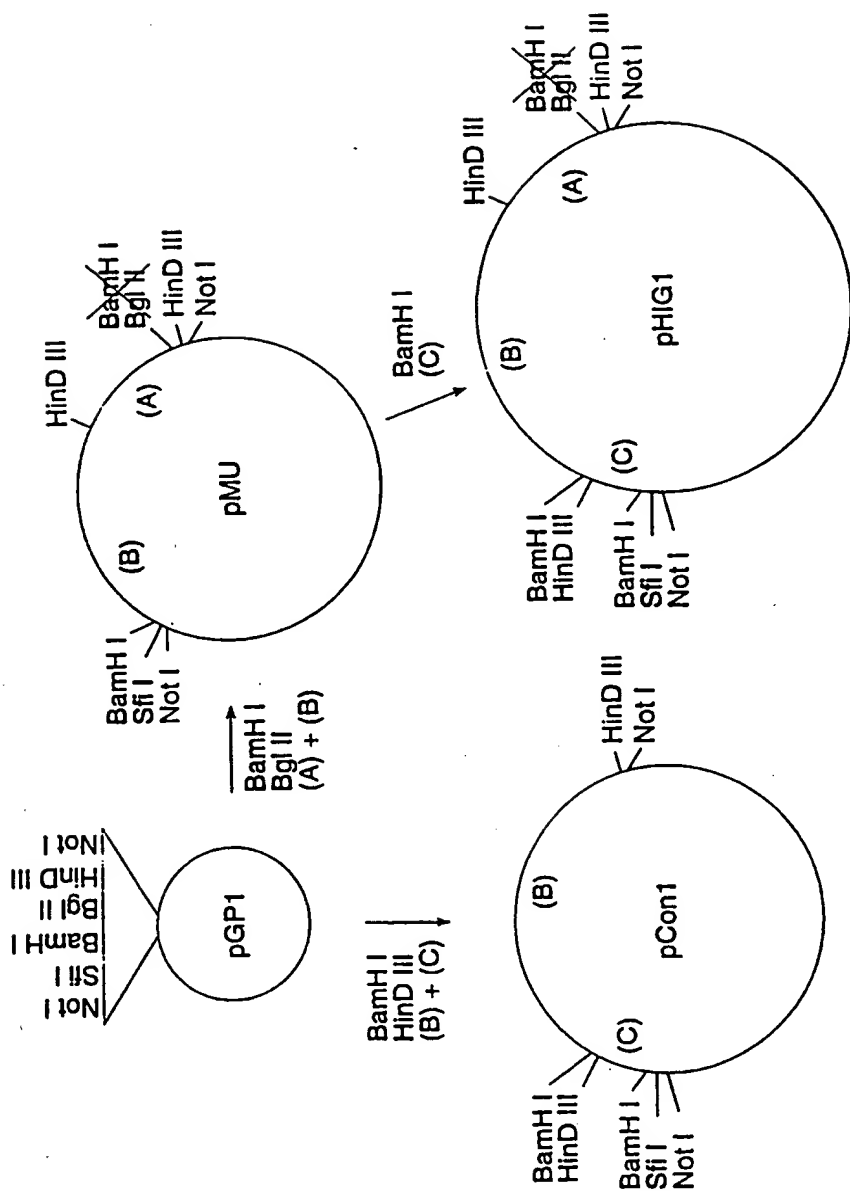 Not I
Sfi I
BamH I
Bgl II
HinD III
Not I
pGP1
BamH I
Bgl II
(A) + (B)
BamH I
HinD III
(B) + (C)
HinD III
BamH I
Bgl II
HinD III
Not I
(A)
(B)
pMU
BamH I
Sfi I
Not I
BamH I
(C)
HinD III
BamH I
Bgl II
HinD III
Not I
(A)
(B)
(C)
pHIG1
BamH I
HinD III
BamH I
Sfi I
Not I
HinD III
Not I
(B)
(C)
pCon1
BamH I
HinD III
BamH I
Sfi I
Not I